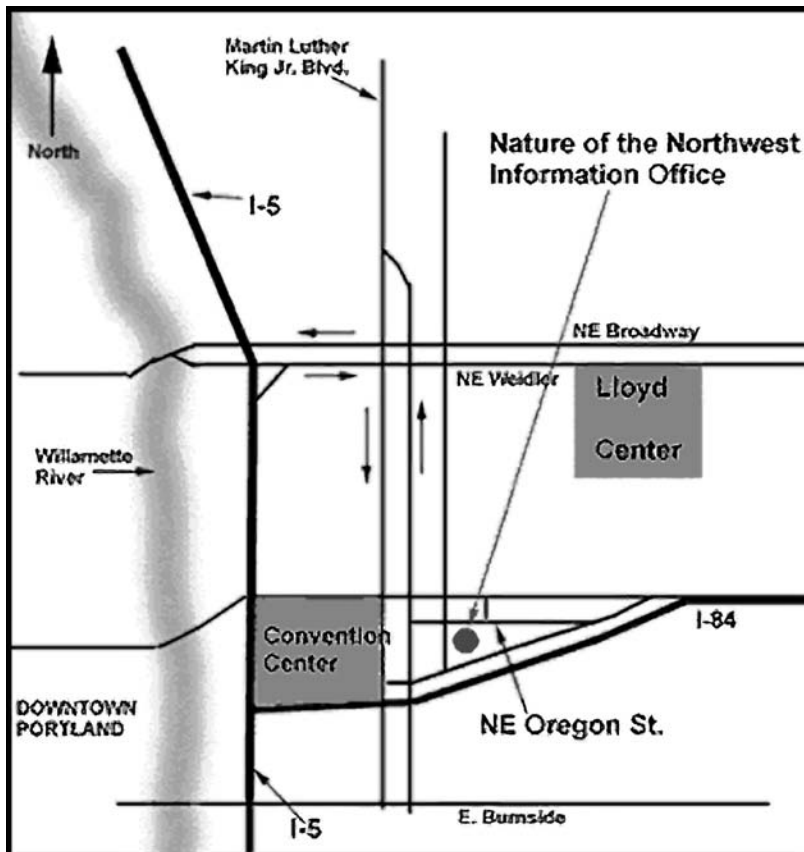 Martin Luther
King Jr. Blvd.
North
Nature of the Northwest
Information Office
I-5
NE Broadway
NE Weidler
Lloyd
Center
Willamette
River
Convention
Center
I-84
DOWNTOWN
PORTLAND
NE Oregon St.
I-5
E. Burnside